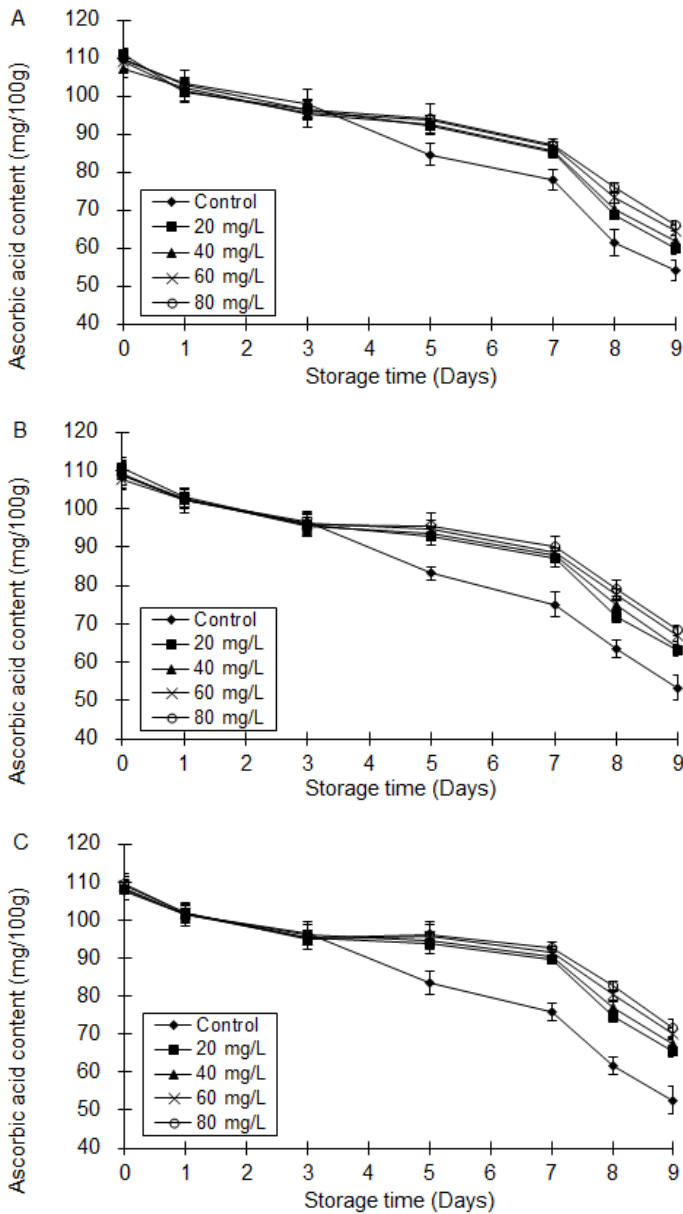 A
Ascorbic acid content (mg/100g)
120
110
100
90
80
70
60
50
40
Control
20 mg/L
40 mg/L
60 mg/L
80 mg/L
0 1 3 4 5 6 7 8 9
Storage time (Days)
B
Ascorbic acid content (mg/100g)
120
110
100
90
80
70
60
50
40
Control
20 mg/L
40 mg/L
60 mg/L
80 mg/L
0 1 2 3 4 5 6 7 8 9
Storage time (Days)
C
Ascorbic acid content (mg/100g)
120
110
100
90
80
70
60
50
40
Control
20 mg/L
40 mg/L
60 mg/L
80 mg/L
0 1 2 3 4 5 6 7 8 9
Storage time (Days)